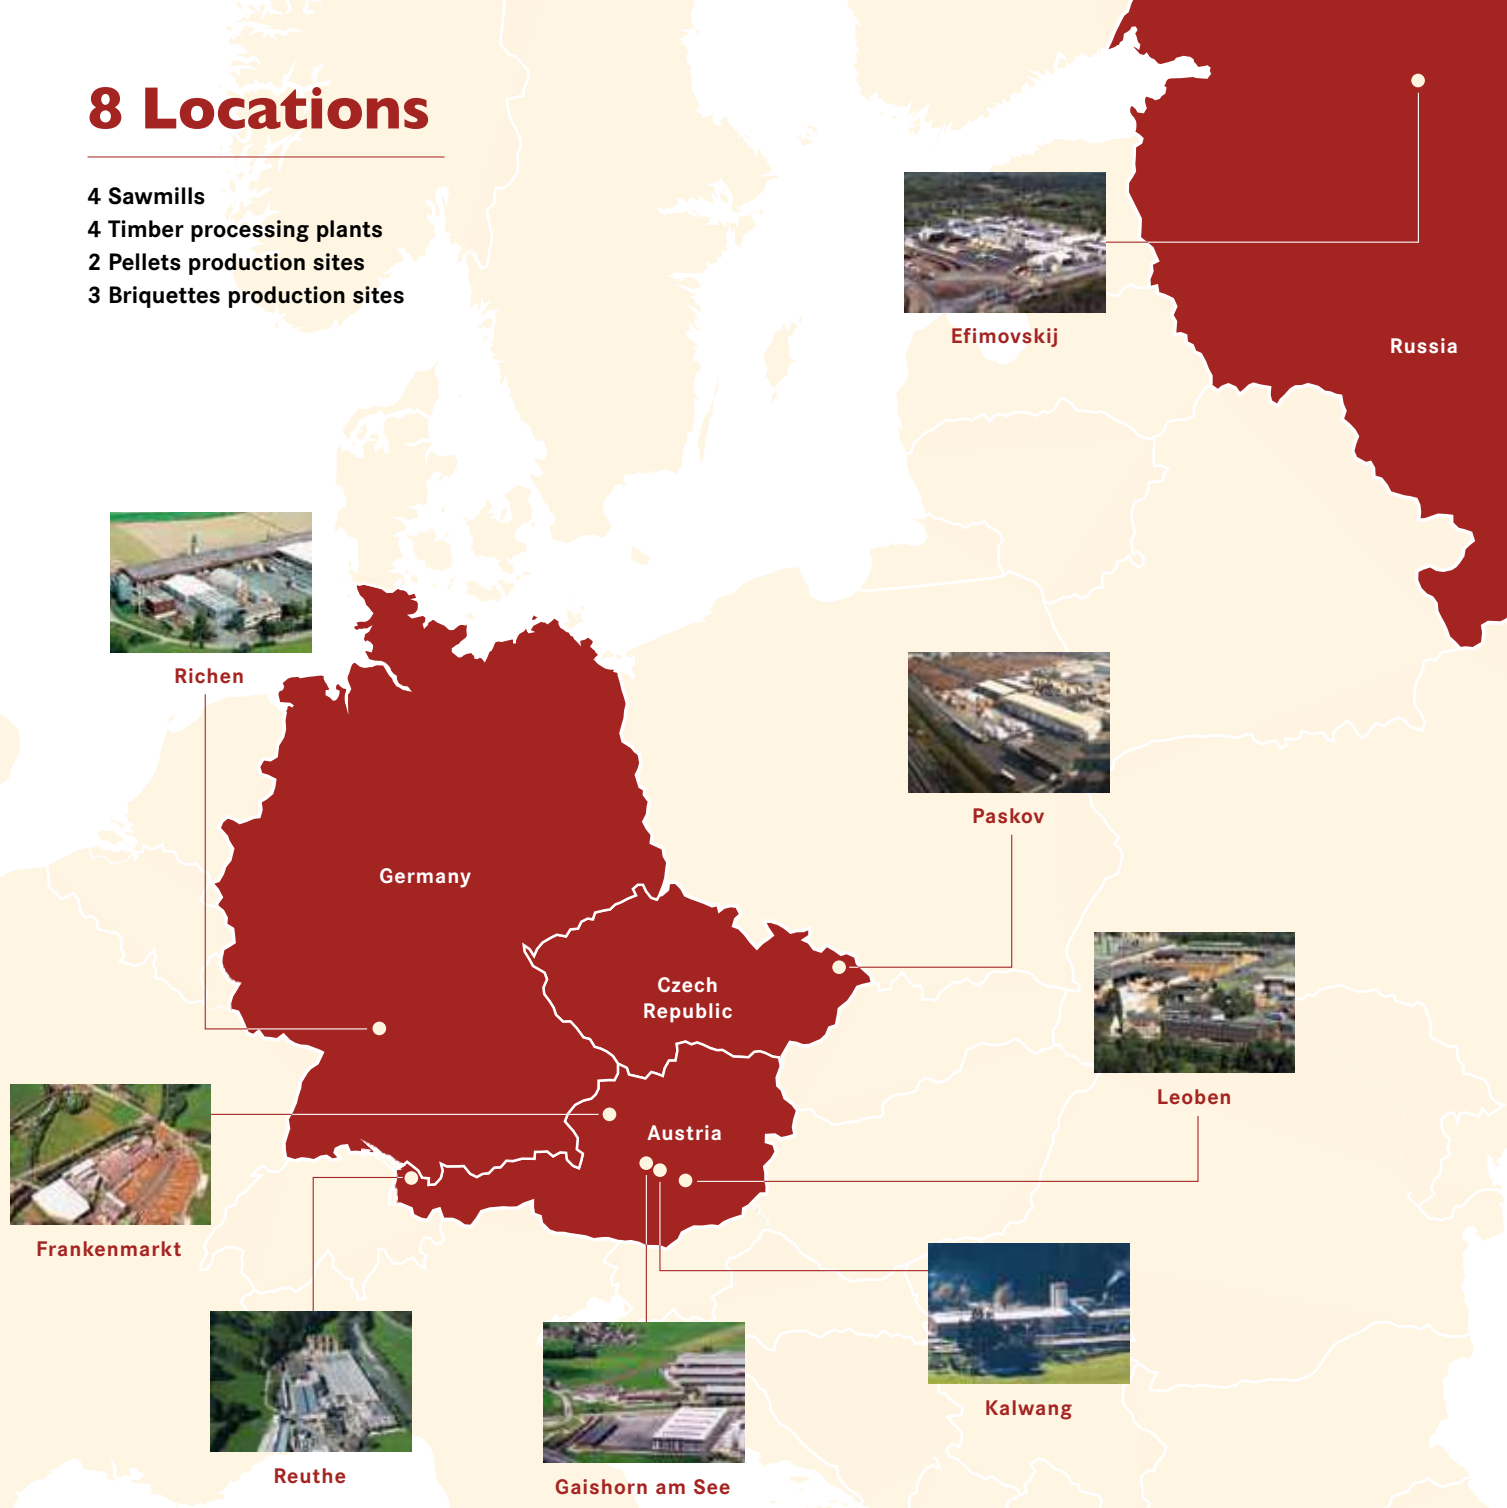 8 Locations
4 Sawmills
4 Timber processing plants
2 Pellets production sites
3 Briquettes production sites
Efimovskij
Russia
Richen
Paskov
Germany
Czech
Republic
Leoben
Austria
Frankenmarkt
Kalwang
Reuthe
Gaishorn am See